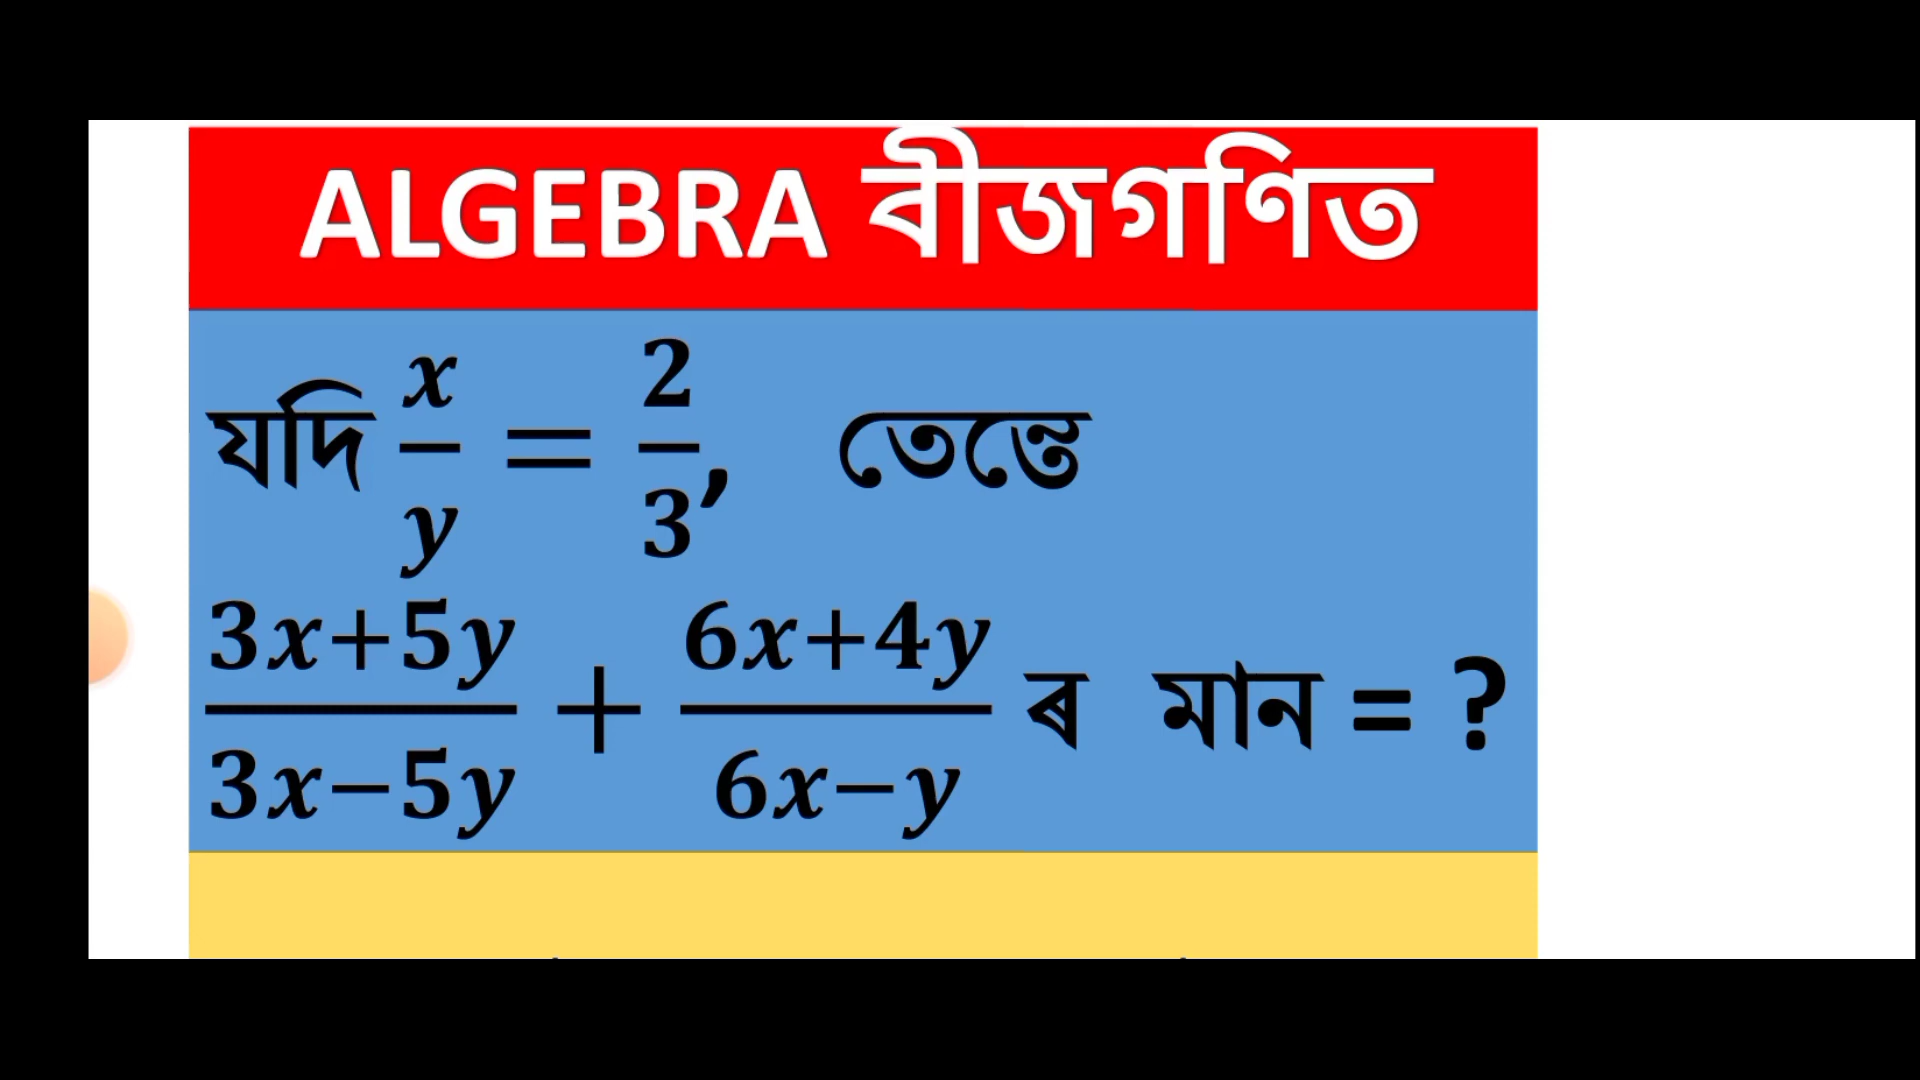 ALGEBRA বীজগণিত
যদি x/y = 2/3, তেন্তে
3x+5y/3x−5y + 6x+4y/6x−y ৰ মান = ?